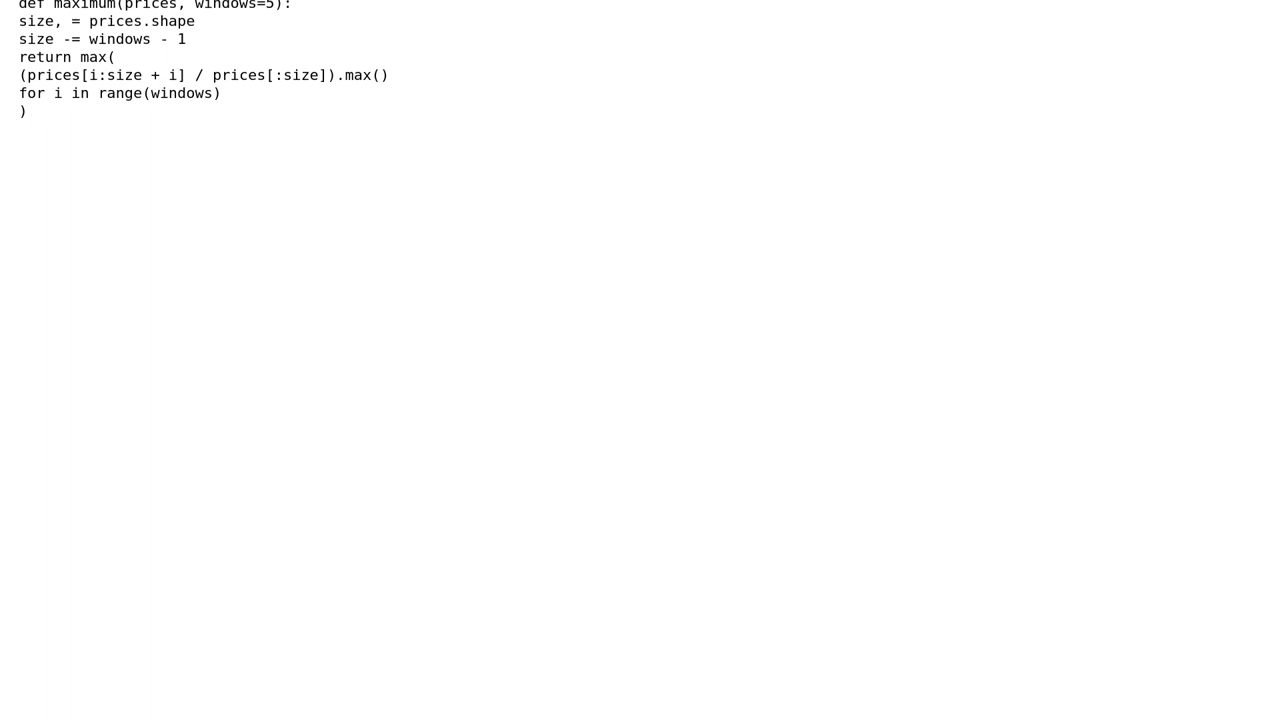 def maximum(prices, windows=5):
size, = prices.shape
size -= windows - 1
return max(
(prices[i:size + i] / prices[:size]).max()
for i in range(windows)
)